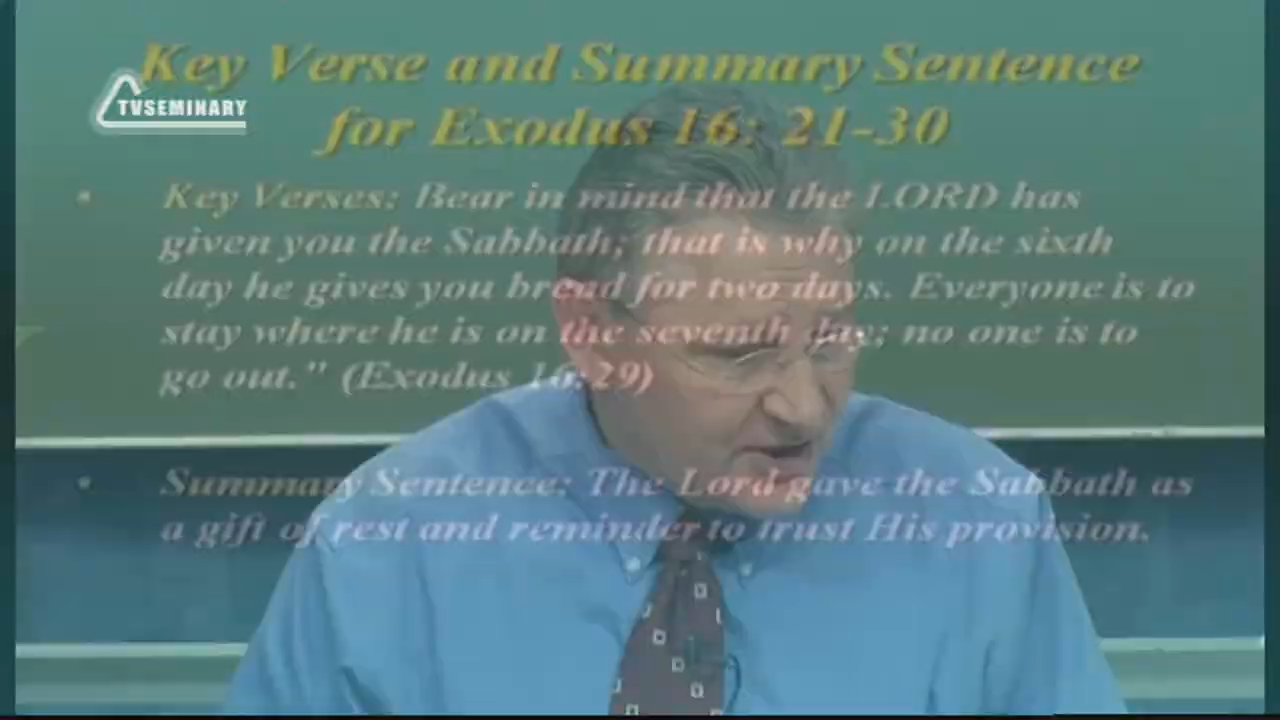 Key Verse and Summary Sentence
TVSEMINARY
for Exodus 16: 21-30
• Key Verses: Bear in mind that the LORD has
given you the Sabbath; that is why on the sixth
day he gives you bread for two days. Everyone is to
stay where he is on the seventh day; no one is to
go out." (Exodus 16:29)
• Summary Sentence: The Lord gave the Sabbath as
a gift of rest and reminder to trust His provision.